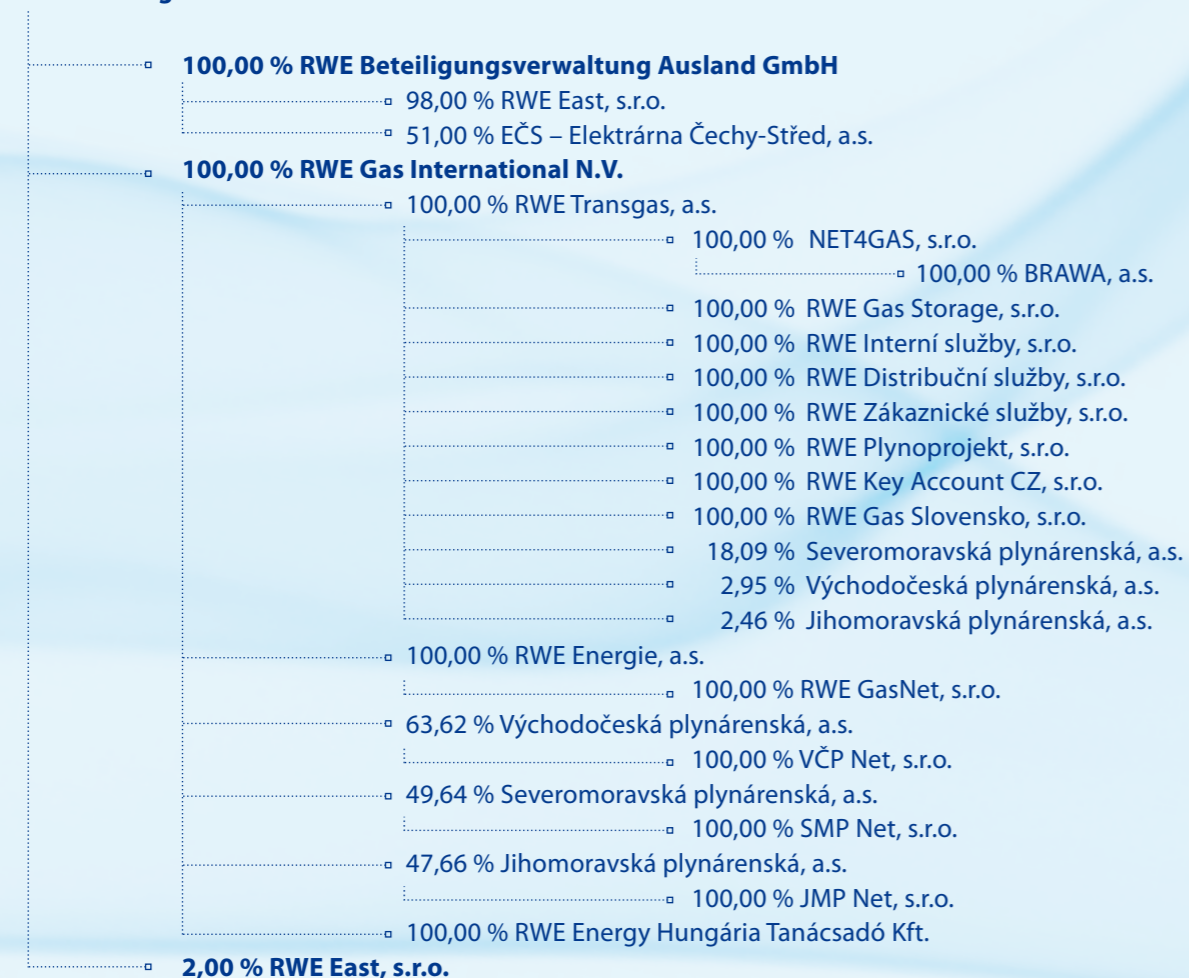 100,00 % RWE Beteiligungsverwaltung Ausland GmbH
98,00 % RWE East, s.r.o.
51,00 % EČS – Elektrárna Čechy-Střed, a.s.
100,00 % RWE Gas International N.V.
100,00 % RWE Transgas, a.s.
100,00 % NET4GAS, s.r.o.
100,00 % BRAWA, a.s.
100,00 % RWE Gas Storage, s.r.o.
100,00 % RWE Interní služby, s.r.o.
100,00 % RWE Distribuční služby, s.r.o.
100,00 % RWE Zákaznické služby, s.r.o.
100,00 % RWE Plynoprojekt, s.r.o.
100,00 % RWE Key Account CZ, s.r.o.
100,00 % RWE Gas Slovensko, s.r.o.
18,09 % Severomoravská plynárenská, a.s.
2,95 % Východočeská plynárenská, a.s.
2,46 % Jihomoravská plynárenská, a.s.
100,00 % RWE Energie, a.s.
100,00 % RWE GasNet, s.r.o.
63,62 % Východočeská plynárenská, a.s.
100,00 % VČP Net, s.r.o.
49,64 % Severomoravská plynárenská, a.s.
100,00 % SMP Net, s.r.o.
47,66 % Jihomoravská plynárenská, a.s.
100,00 % JMP Net, s.r.o.
100,00 % RWE Energy Hungária Tanácsadó Kft.
2,00 % RWE East, s.r.o.